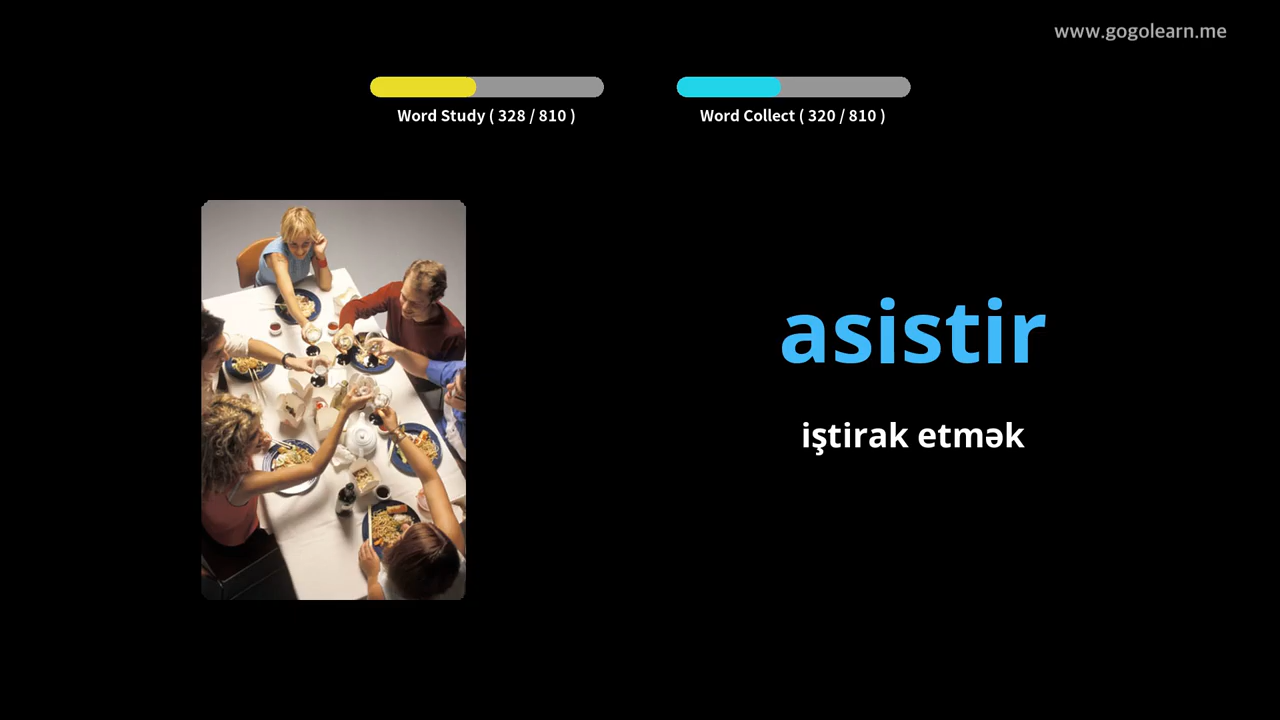 www.gogolearn.me
Word Study ( 328 / 810 )
Word Collect ( 320 / 810 )
asistir
iştirak etmək